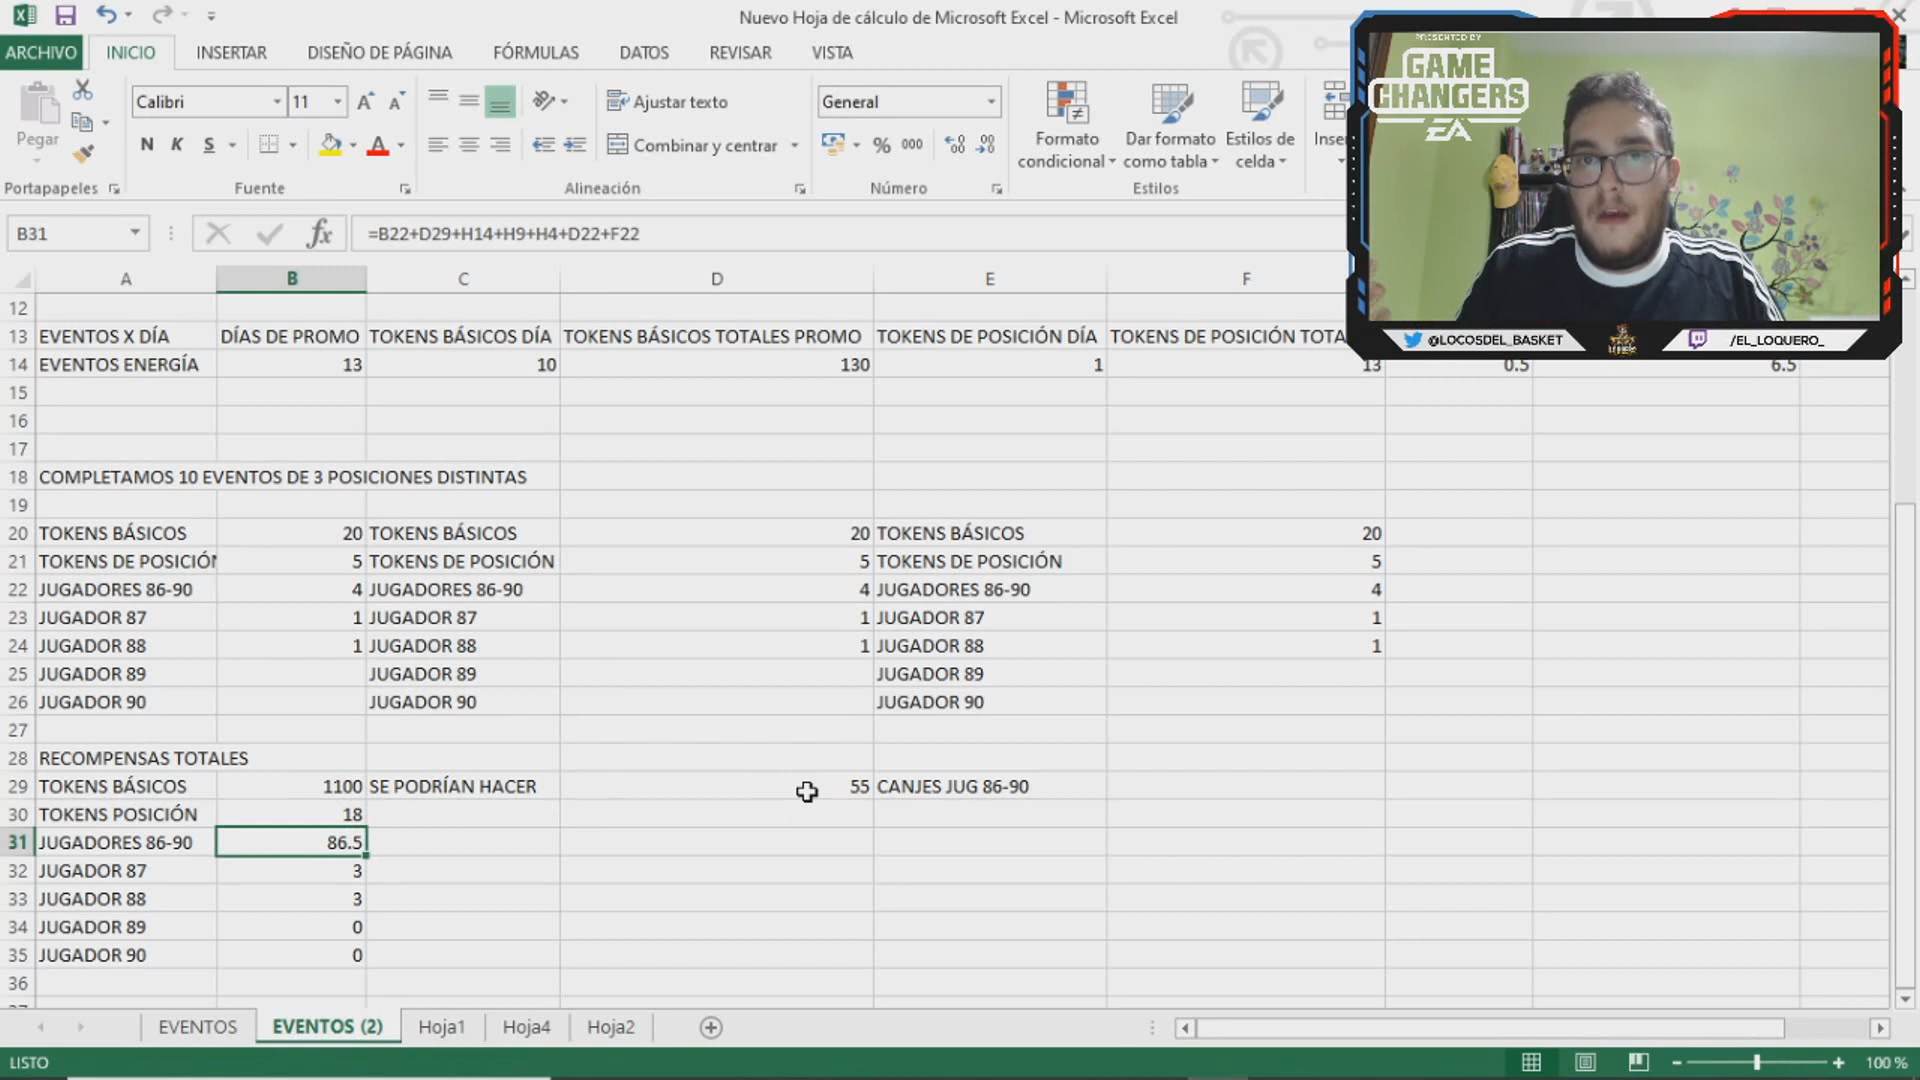 Nuevo Hoja de cálculo de Microsoft Excel - Microsoft Excel
ARCHIVO INICIO INSERTAR DISEÑO DE PÁGINA FÓRMULAS DATOS REVISAR VISTA
Pegar
Calibri 11
Ajustar texto
General
N K S
Combinar y centrar
% 000
Formato condicional
Dar formato como tabla
Estilos de celda
Portapapeles Fuente Alineación Número Estilos
PRESENTED BY
GAME
CHANGERS
EA
@LOCOSDEL_BASKET
/EL_LOQUERO_
B31 fx =B22+D29+H14+H9+H4+D22+F22
A B C D E F
12
13 EVENTOS X DÍA DÍAS DE PROMO TOKENS BÁSICOS DÍA TOKENS BÁSICOS TOTALES PROMO TOKENS DE POSICIÓN DÍA TOKENS DE POSICIÓN TOTA
14 EVENTOS ENERGÍA 13 10 130 1 13 0.5 6.5
15
16
17
18 COMPLETAMOS 10 EVENTOS DE 3 POSICIONES DISTINTAS
19
20 TOKENS BÁSICOS 20 TOKENS BÁSICOS 20 TOKENS BÁSICOS 20
21 TOKENS DE POSICIÓN 5 TOKENS DE POSICIÓN 5 TOKENS DE POSICIÓN 5
22 JUGADORES 86-90 4 JUGADORES 86-90 4 JUGADORES 86-90 4
23 JUGADOR 87 1 JUGADOR 87 1 JUGADOR 87 1
24 JUGADOR 88 1 JUGADOR 88 1 JUGADOR 88 1
25 JUGADOR 89 JUGADOR 89 JUGADOR 89
26 JUGADOR 90 JUGADOR 90 JUGADOR 90
27
28 RECOMPENSAS TOTALES
29 TOKENS BÁSICOS 1100 SE PODRÍAN HACER 55 CANJES JUG 86-90
30 TOKENS POSICIÓN 18
31 JUGADORES 86-90 86.5
32 JUGADOR 87 3
33 JUGADOR 88 3
34 JUGADOR 89 0
35 JUGADOR 90 0
36
EVENTOS EVENTOS (2) Hoja1 Hoja4 Hoja2
LISTO 100 %